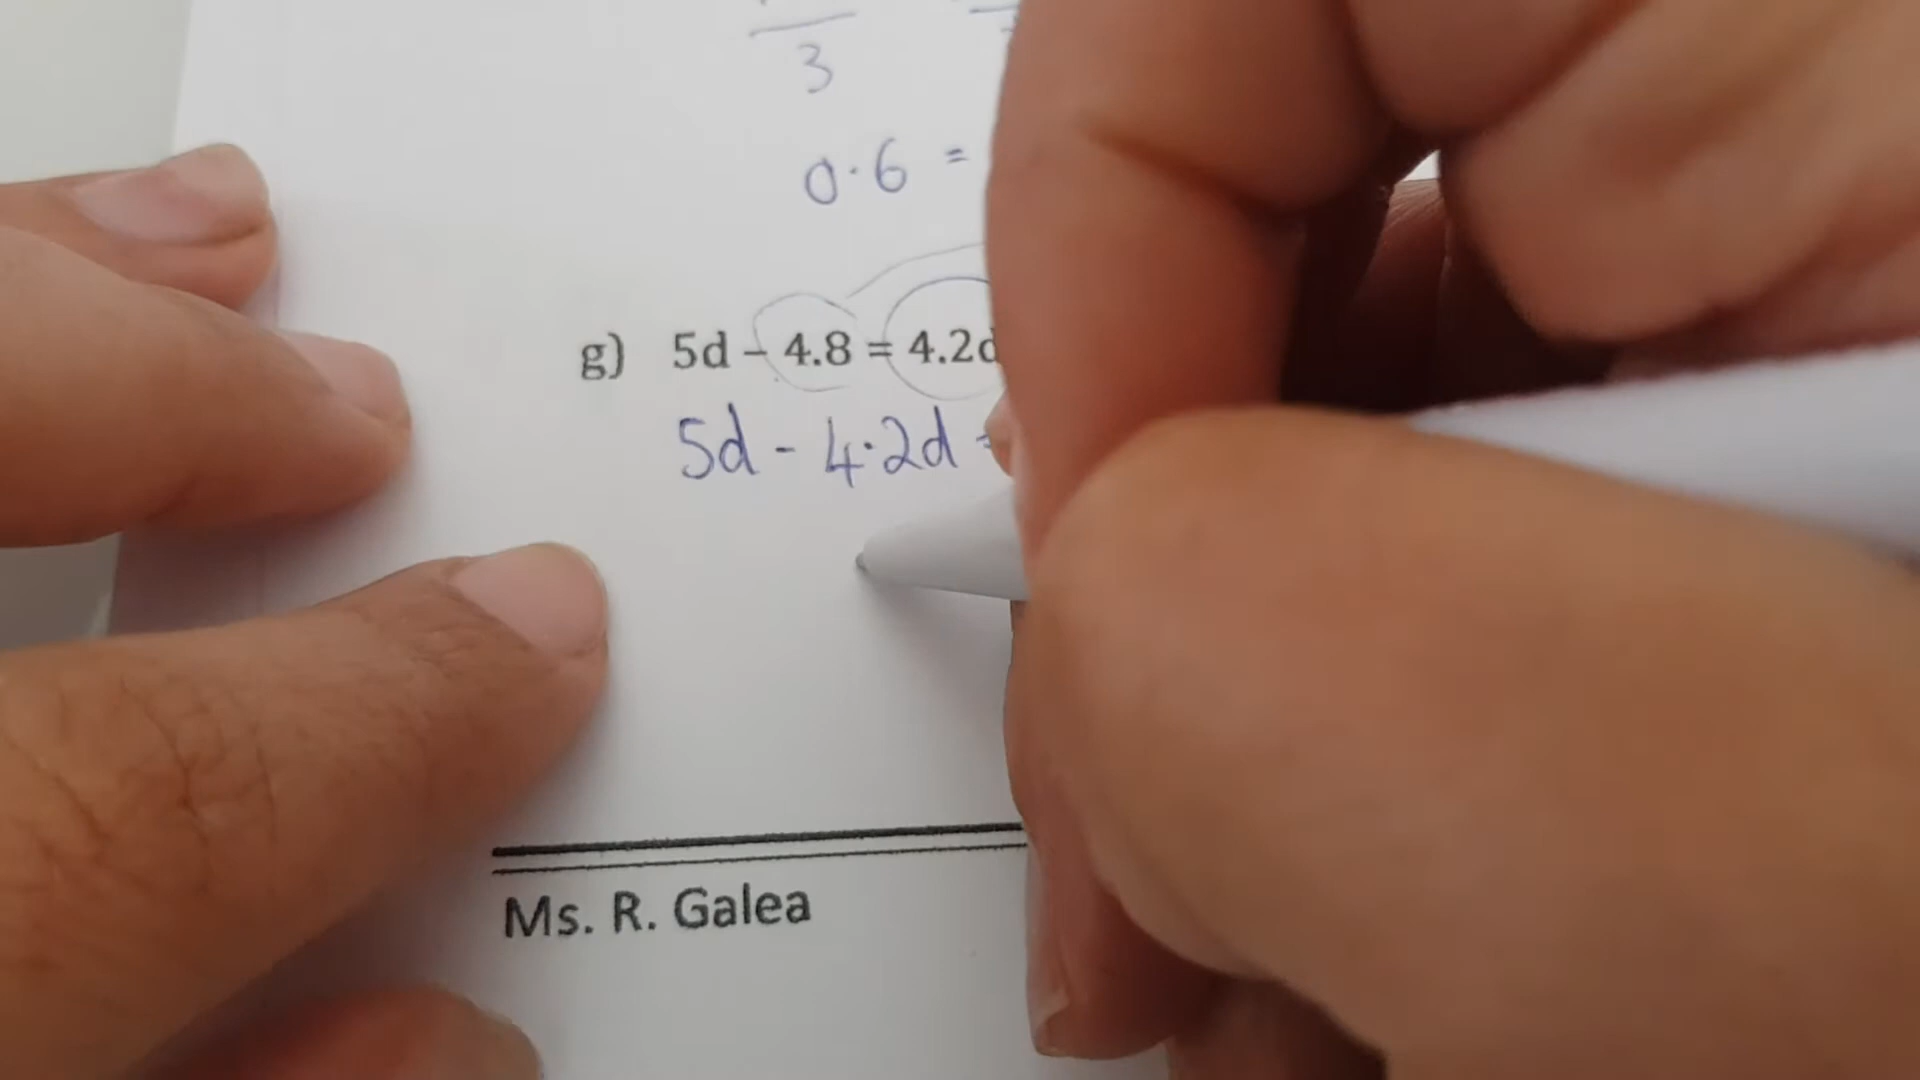 3
0.6 =
g) 5d - 4.8 = 4.2d
5d - 4.2d =
Ms. R. Galea